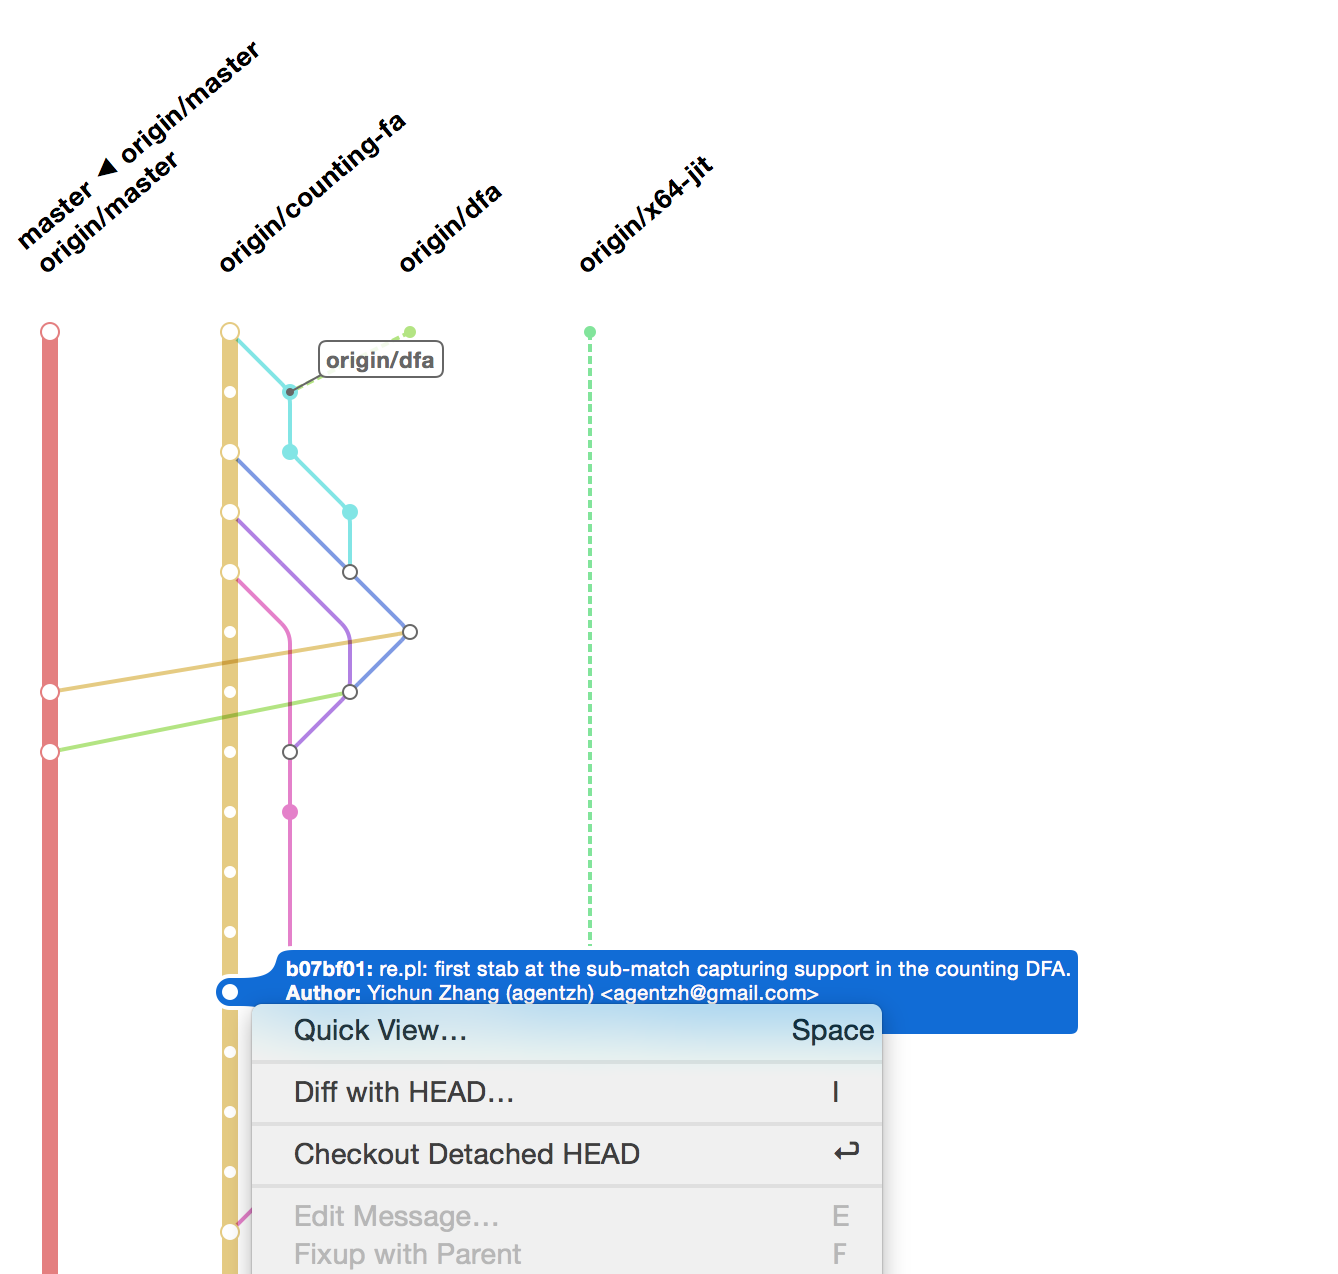 master ◀ origin/master
origin/master
origin/counting-fa
origin/dfa
origin/x64-jit
origin/dfa
b07bf01: re.pl: first stab at the sub-match capturing support in the counting DFA.
Author: Yichun Zhang (agentzh) <agentzh@gmail.com>
Quick View… Space
Diff with HEAD… I
Checkout Detached HEAD ↩
Edit Message… E
Fixup with Parent F